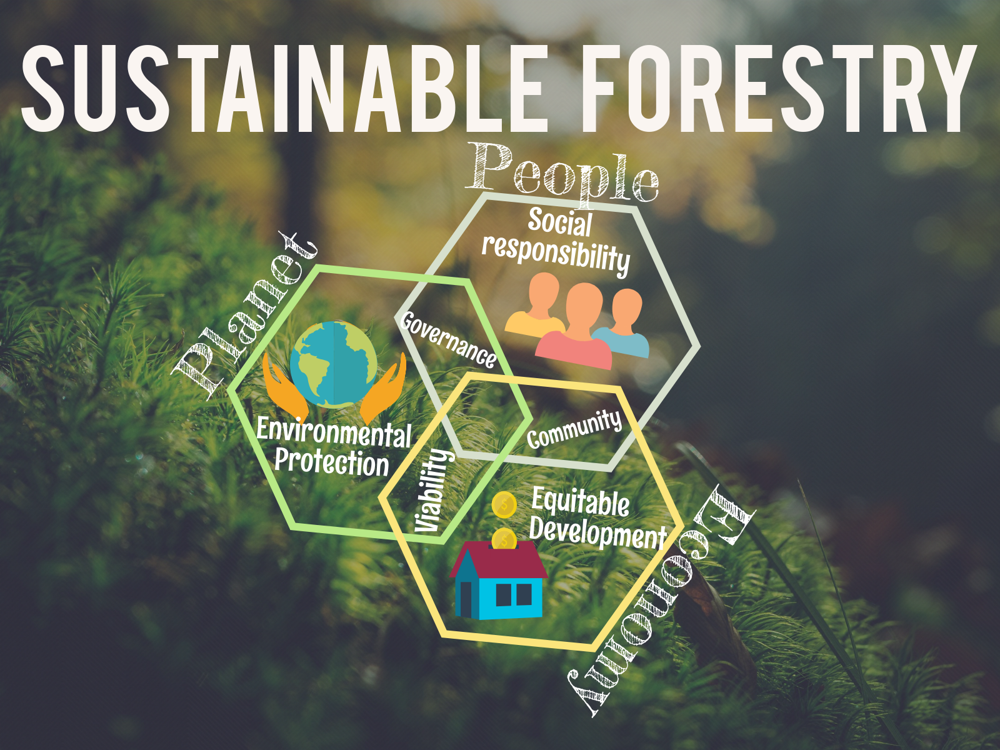 SUSTAINABLE FORESTRY
People
Social
responsibility
Planet
Governance
Environmental
Protection
Community
Viability
Equitable
Development
Economy